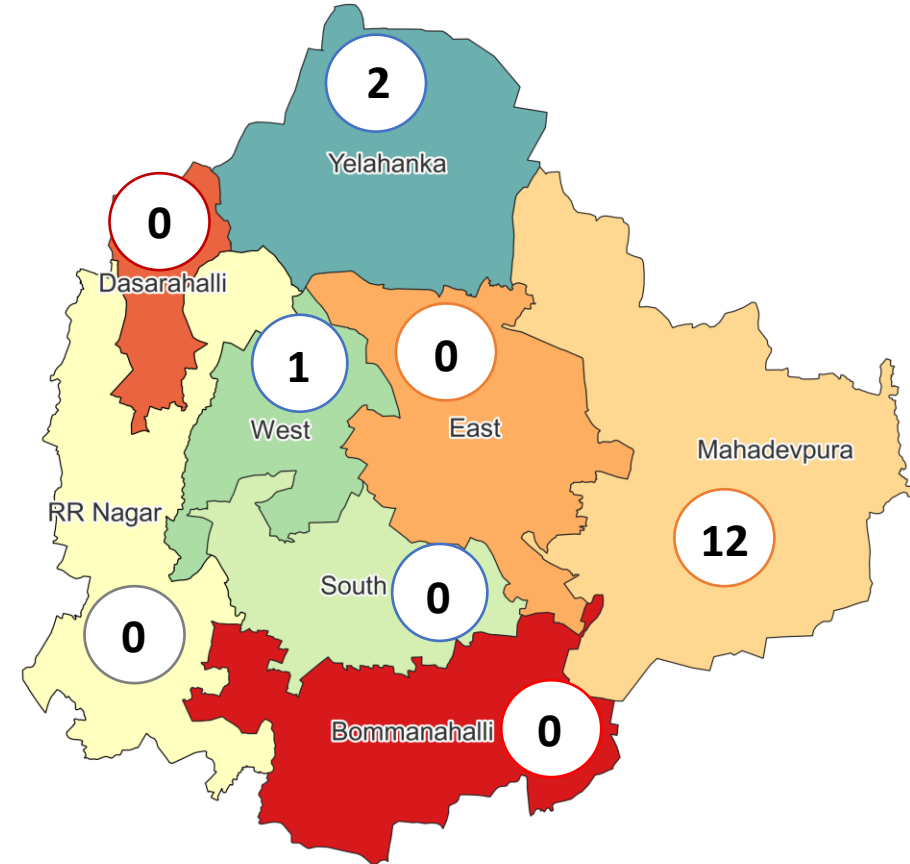 2
Yelahanka
0
Dasarahalli
1
West
0
East
Mahadevpura
12
RR Nagar
0
South
0
Bommanahalli
0